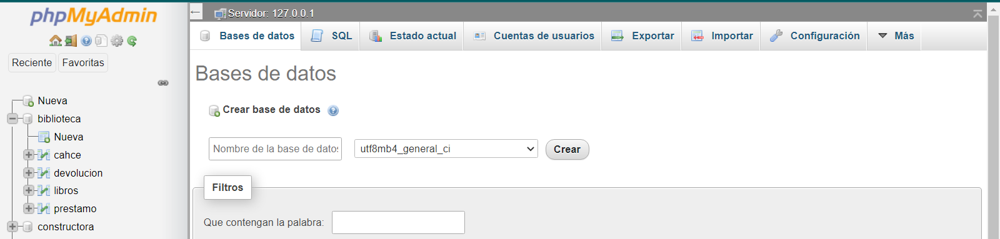 phpMyAdmin
Reciente Favoritas
Nueva
biblioteca
Nueva
cahce
devolucion
libros
prestamo
constructora
Servidor: 127.0.0.1
Bases de datos SQL Estado actual Cuentas de usuarios Exportar Importar Configuración Más
Bases de datos
Crear base de datos
Nombre de la base de datos utf8mb4_general_ci Crear
Filtros
Que contengan la palabra: